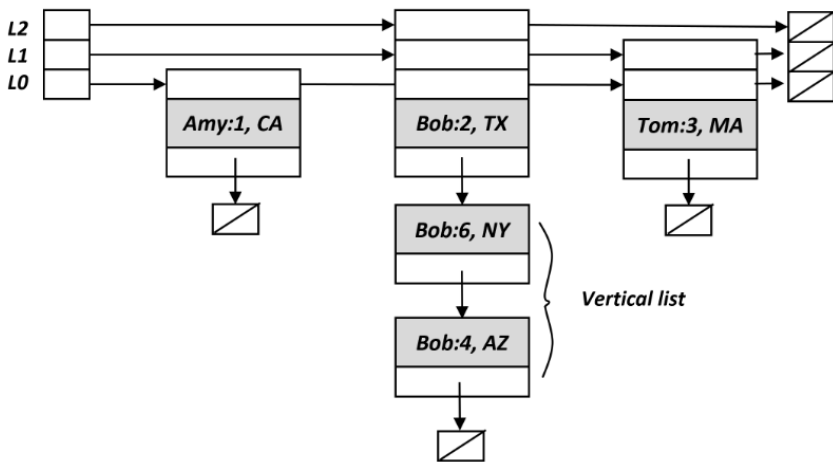 L2
L1
L0
Amy:1, CA
Bob:2, TX
Tom:3, MA
Bob:6, NY
Vertical list
Bob:4, AZ